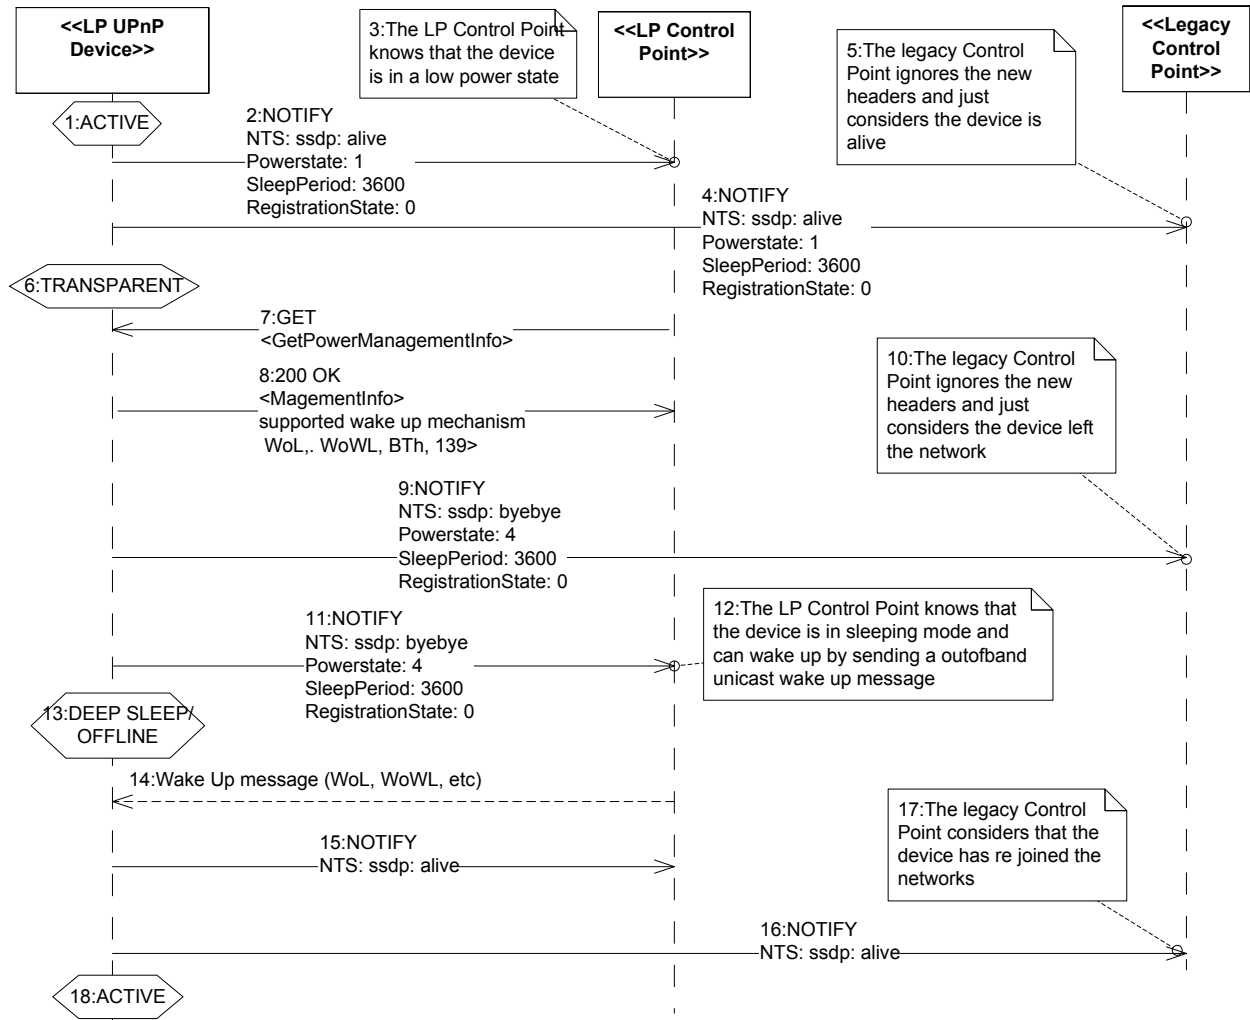 <<LP UPnP
Device>>
3:The LP Control Point
knows that the device
is in a low power state
<<LP Control
Point>>
5:The legacy Control
Point ignores the new
headers and just
considers the device is
alive
<<Legacy
Control
Point>>
1:ACTIVE
2:NOTIFY
NTS: ssdp: alive
Powerstate: 1
SleepPeriod: 3600
RegistrationState: 0
4:NOTIFY
NTS: ssdp: alive
Powerstate: 1
SleepPeriod: 3600
RegistrationState: 0
6:TRANSPARENT
7:GET
<GetPowerManagementInfo>
8:200 OK
<MagementInfo>
supported wake up mechanism
WoL,. WoWL, BTh, 139>
10:The legacy Control
Point ignores the new
headers and just
considers the device left
the network
9:NOTIFY
NTS: ssdp: byebye
Powerstate: 4
SleepPeriod: 3600
RegistrationState: 0
11:NOTIFY
NTS: ssdp: byebye
Powerstate: 4
SleepPeriod: 3600
RegistrationState: 0
12:The LP Control Point knows that
the device is in sleeping mode and
can wake up by sending a outofband
unicast wake up message
13:DEEP SLEEP/
OFFLINE
14:Wake Up message (WoL, WoWL, etc)
15:NOTIFY
NTS: ssdp: alive
17:The legacy Control
Point considers that the
device has re joined the
networks
16:NOTIFY
NTS: ssdp: alive
18:ACTIVE